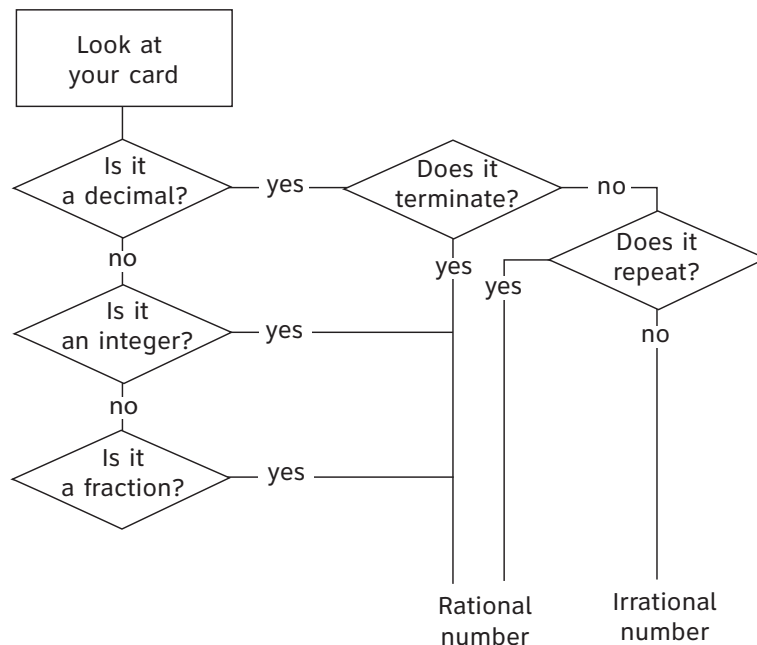 Look at
your card
Is it
a decimal?
yes
Does it
terminate?
no
Does it
repeat?
no
yes
yes
Is it
an integer?
yes
no
no
Is it
a fraction?
yes
Rational
number
Irrational
number